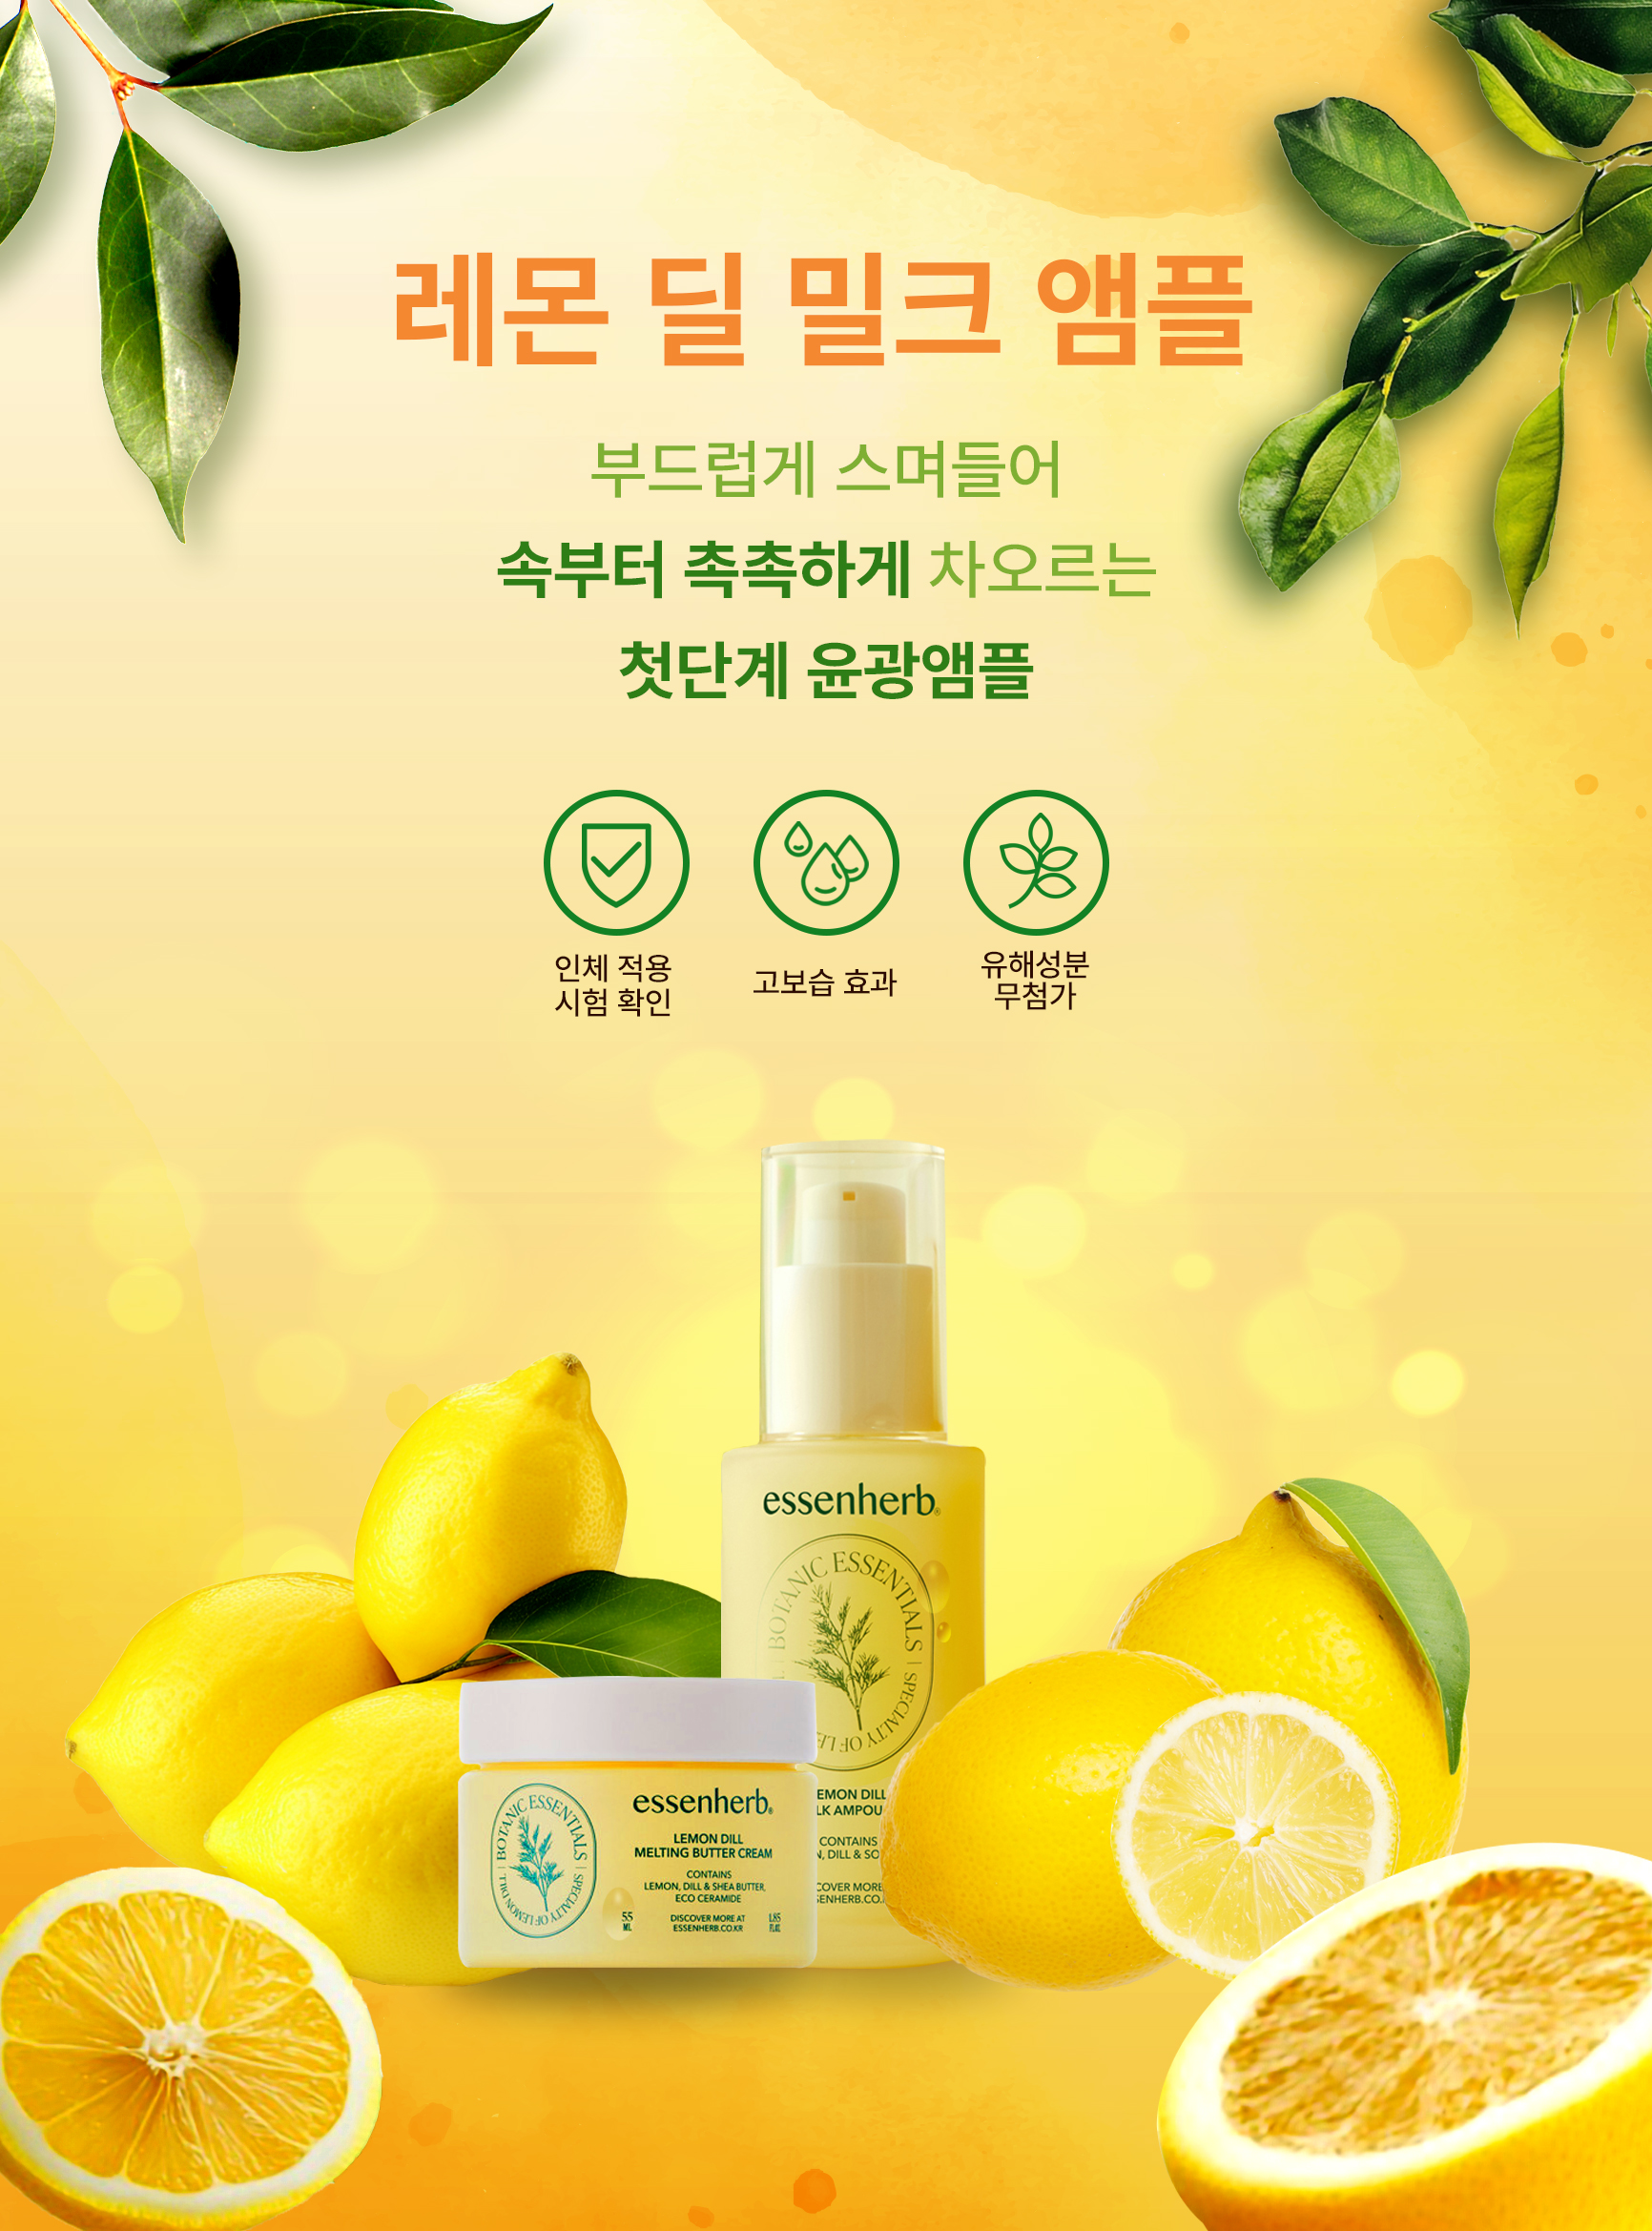 레몬 딜 밀크 앰플
부드럽게 스며들어
속부터 촉촉하게 차오르는
첫단계 윤광앰플
인체 적용
시험 확인
고보습 효과
유해성분
무첨가
essenherb®
BOTANIC ESSENTIALS | SPECIALTY OF
EMON DILL
LK AMPOU
CONTAINS
N, DILL & SO
COVER MORE
SENHERB.CO.
BOTANIC ESSENTIALS | SPECIALTY OF LEMON DILL |
essenherb®
LEMON DILL
MELTING BUTTER CREAM
CONTAINS
LEMON, DILL & SHEA BUTTER,
ECO CERAMIDE
55
ML
DISCOVER MORE AT
ESSENHERB.CO.KR
1.85
FL.OZ.